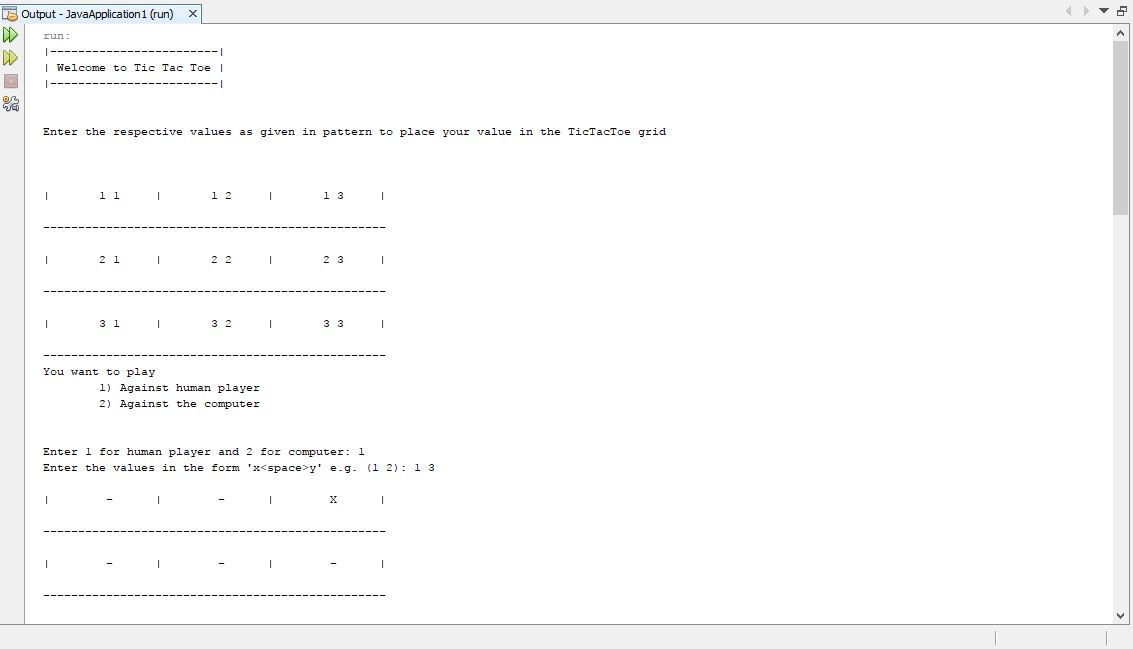 Output - JavaApplication1 (run)
run:
|------------------------|
| Welcome to Tic Tac Toe |
|------------------------|
Enter the respective values as given in pattern to place your value in the TicTacToe grid
| 1 1 | 1 2 | 1 3 |
-------------------------------------------------
| 2 1 | 2 2 | 2 3 |
-------------------------------------------------
| 3 1 | 3 2 | 3 3 |
-------------------------------------------------
You want to play
1) Against human player
2) Against the computer
Enter 1 for human player and 2 for computer: 1
Enter the values in the form 'x<space>y' e.g. (1 2): 1 3
| - | - | X |
-------------------------------------------------
| - | - | - |
-------------------------------------------------